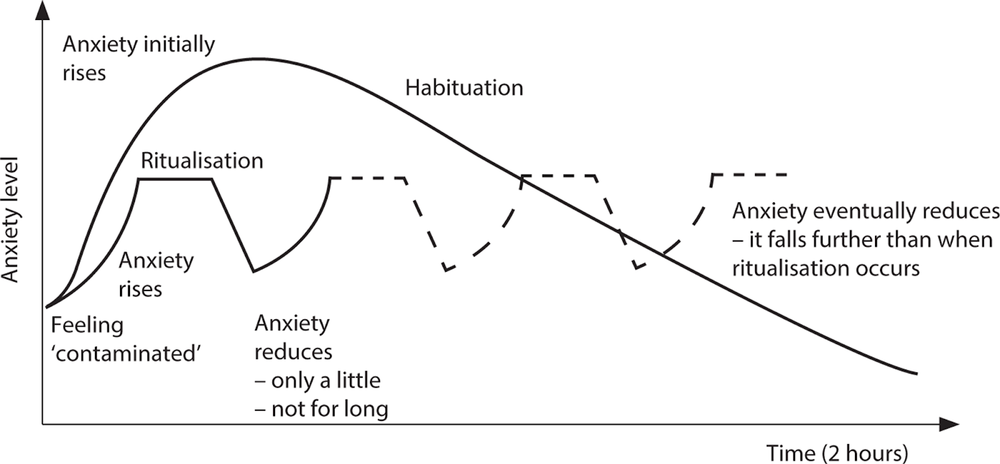 Anxiety initially
rises
Habituation
Ritualisation
Anxiety level
Anxiety eventually reduces
– it falls further than when
ritualisation occurs
Anxiety
rises
Feeling
‘contaminated’
Anxiety
reduces
– only a little
– not for long
Time (2 hours)